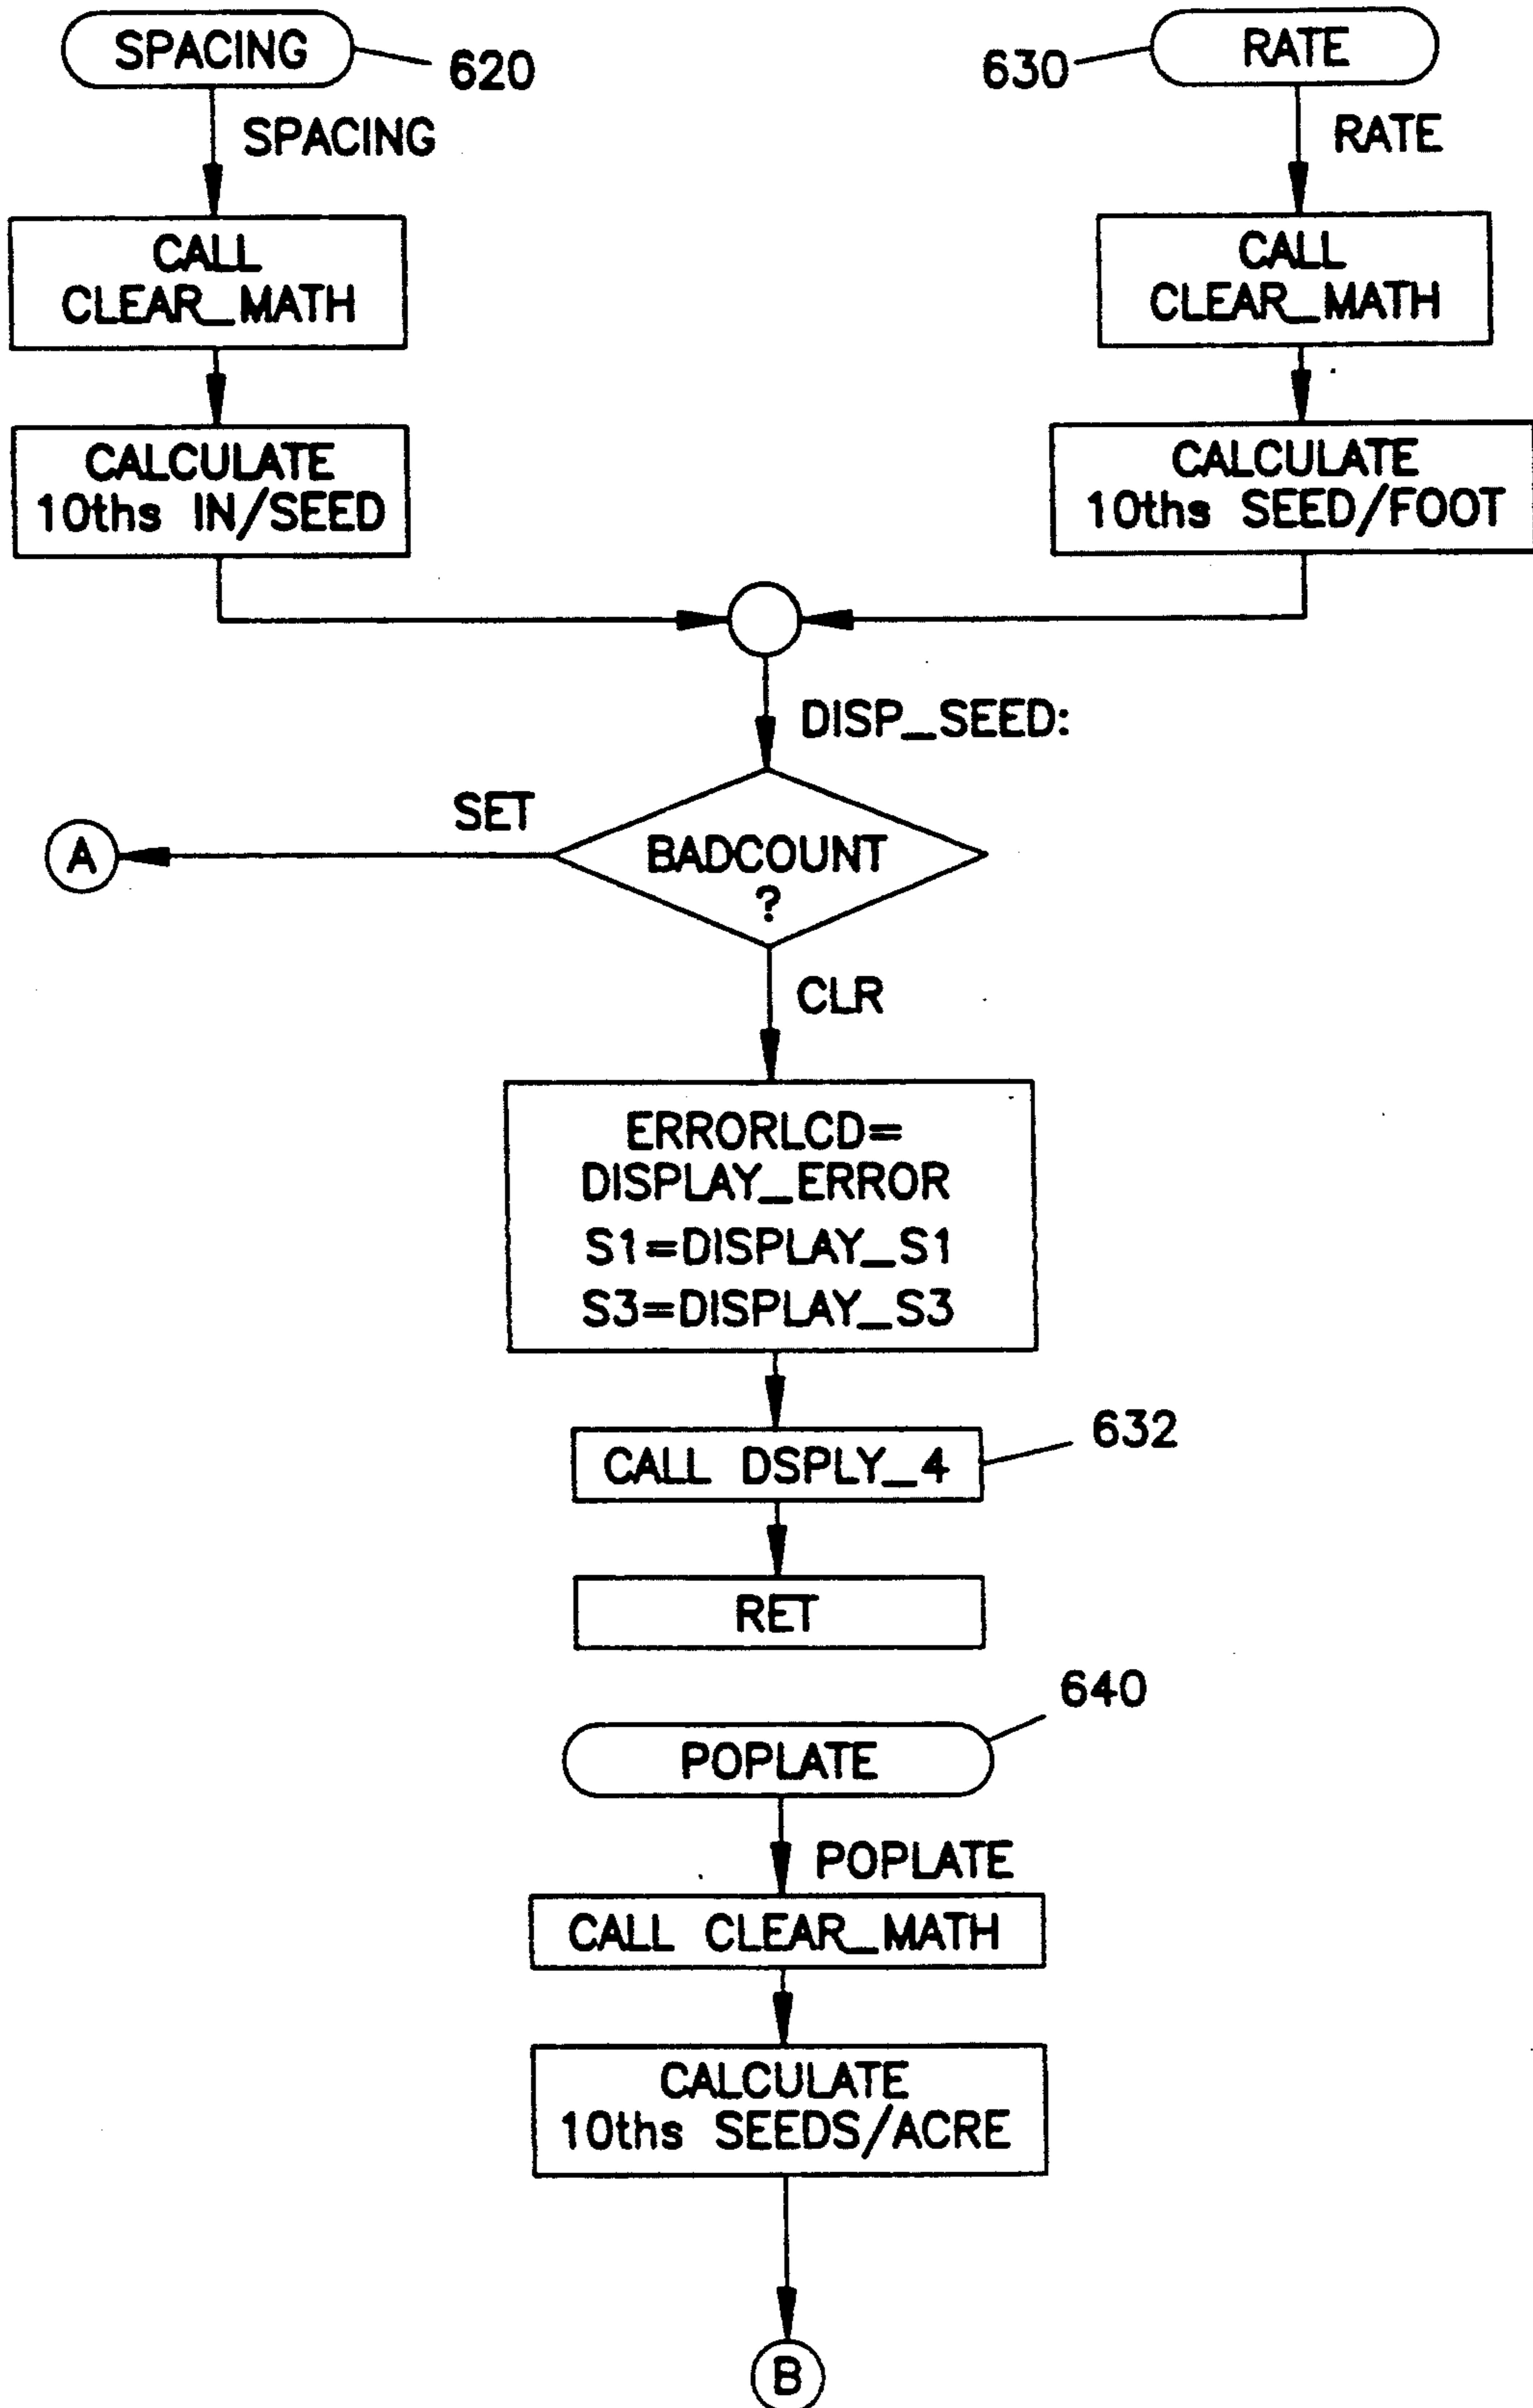 SPACING
620
630
RATE
SPACING
RATE
CALL
CLEAR_MATH
CALL
CLEAR_MATH
CALCULATE
10ths IN/SEED
CALCULATE
10ths SEED/FOOT
DISP_SEED:
SET
A
BADCOUNT
?
CLR
ERRORLCD=
DISPLAY_ERROR
S1=DISPLAY_S1
S3=DISPLAY_S3
632
CALL DSPLY_4
RET
640
POPLATE
POPLATE
CALL CLEAR_MATH
CALCULATE
10ths SEEDS/ACRE
B